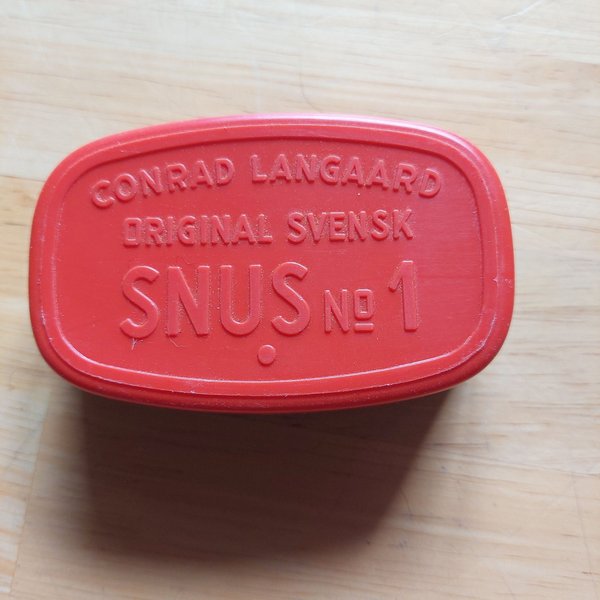 CONRAD LANGAARD
ORIGINAL SVENSK
SNUS No 1